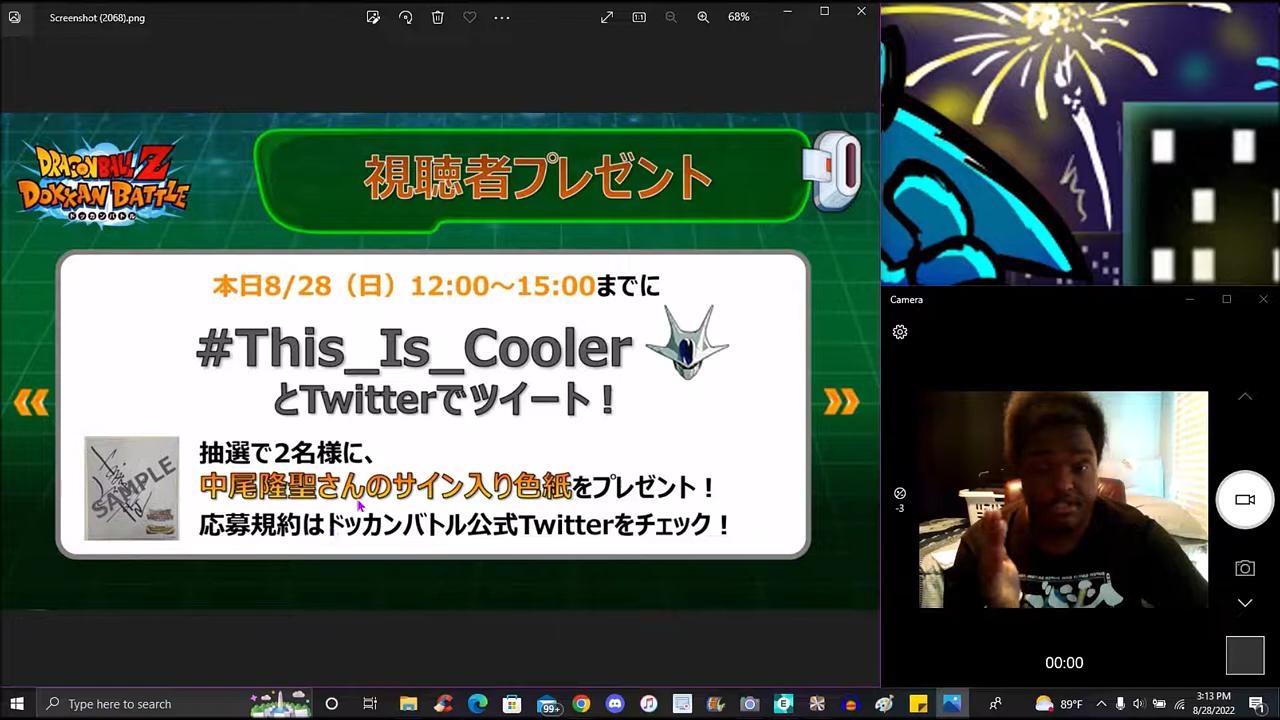 Screenshot (2068).png
68%
DRAGONBALL Z
DOKKAN BATTLE
ドッカンバトル
視聴者プレゼント
本日8/28（日）12:00～15:00までに
#This_Is_Cooler
とTwitterでツイート！
SAMPLE
抽選で2名様に、
中尾隆聖さんのサイン入り色紙をプレゼント！
応募規約はドッカンバトル公式Twitterをチェック！
Camera
-3
00:00
Type here to search
99+
89°F
3:13 PM
8/28/2022